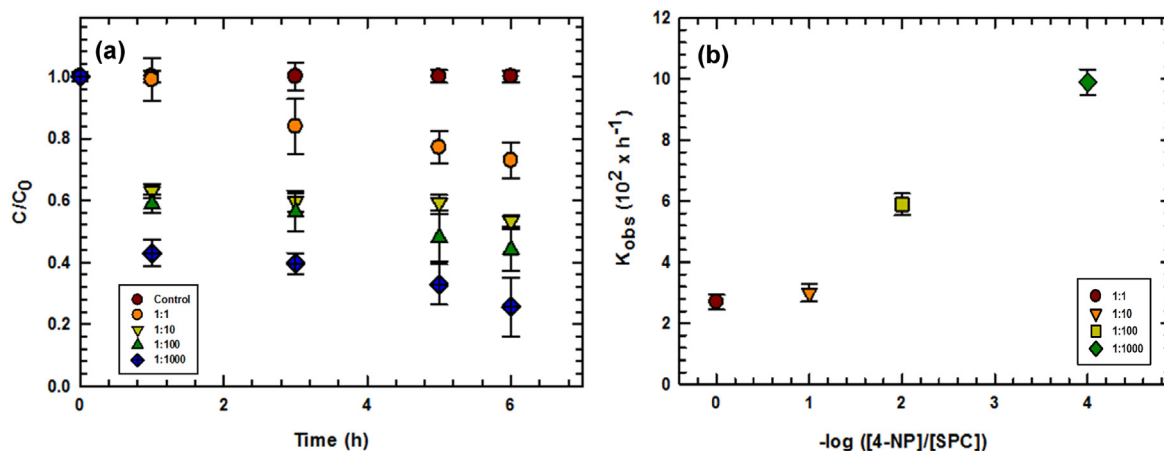 (a)
C/C0
1.0
0.8
0.6
0.4
0.2
0.0
Control
1:1
1:10
1:100
1:1000
0 2 4 6
Time (h)
(b)
Kobs (10² x h⁻¹)
12
10
8
6
4
2
0
1:1
1:10
1:100
1:1000
0 1 2 3 4
-log ([4-NP]/[SPC])